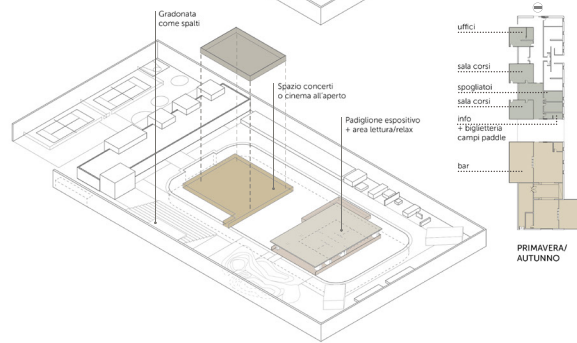 Gradonata
come spalti
Spazio concerti
o cinema all'aperto
Padiglione espositivo
+ area lettura/relax
uffici
sala corsi
spogliatoi
sala corsi
info
+ biglietteria
campi paddle
bar
PRIMAVERA/
AUTUNNO